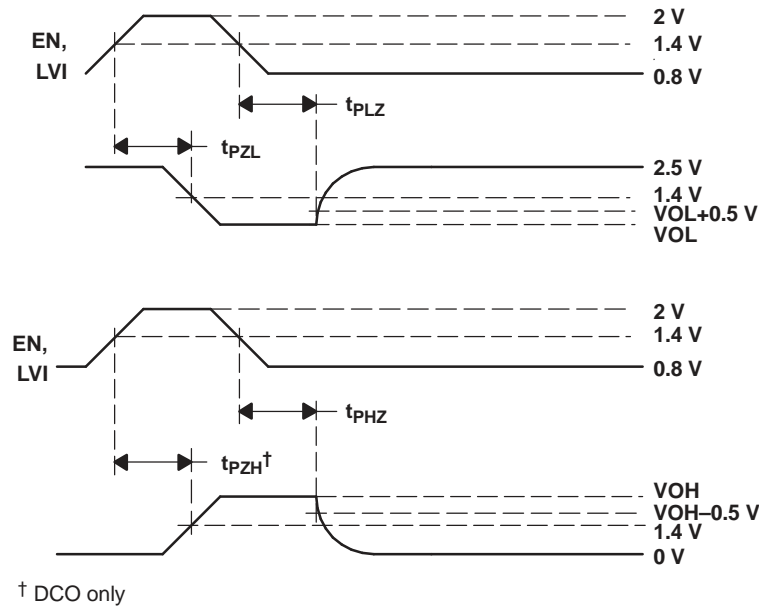 2 V
EN,
1.4 V
LVI
0.8 V
tPLZ
tPZL
2.5 V
1.4 V
VOL+0.5 V
VOL
2 V
EN,
1.4 V
LVI
0.8 V
tPHZ
tPZH†
VOH
VOH–0.5 V
1.4 V
0 V
† DCO only